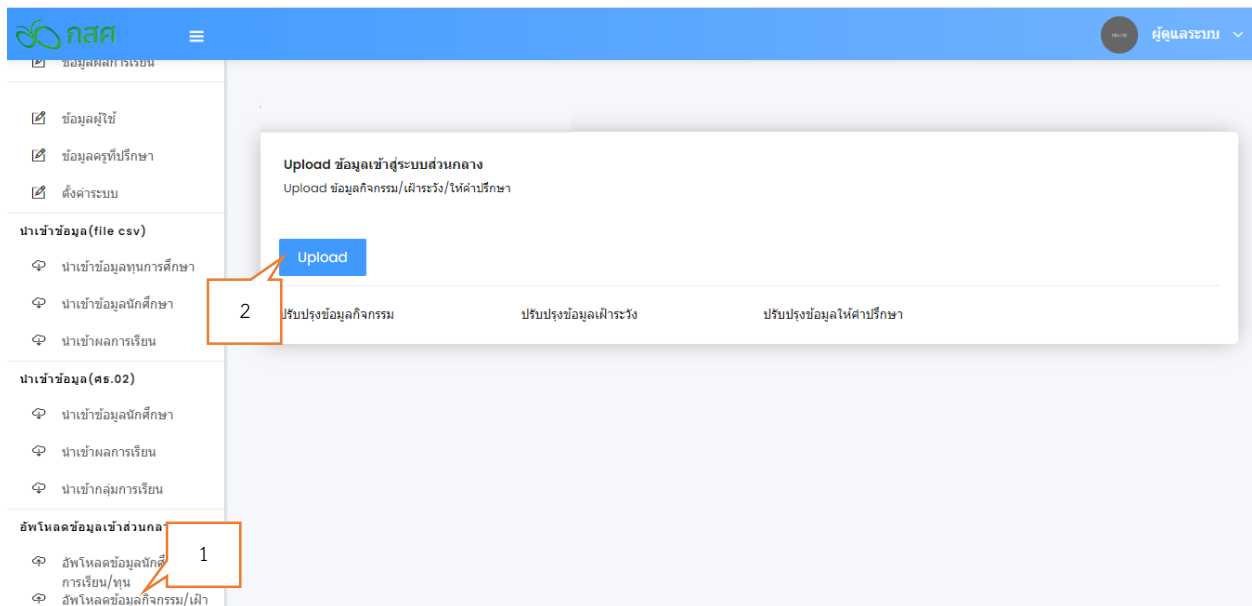 กสศ
ผู้ดูแลระบบ
ข้อมูลผลการเรียน
ข้อมูลผู้ใช้
ข้อมูลครูที่ปรึกษา
ตั้งค่าระบบ
นำเข้าข้อมูล(file csv)
นำเข้าข้อมูลทุนการศึกษา
นำเข้าข้อมูลนักศึกษา
นำเข้าผลการเรียน
นำเข้าข้อมูล(ศธ.02)
นำเข้าข้อมูลนักศึกษา
นำเข้าผลการเรียน
นำเข้ากลุ่มการเรียน
อัพโหลดข้อมูลเข้าส่วนกลาง
1
อัพโหลดข้อมูลนักศึ
การเรียน/ทุน
อัพโหลดข้อมูลกิจกรรม/เฝ้า
Upload ข้อมูลเข้าสู่ระบบส่วนกลาง
Upload ข้อมูลกิจกรรม/เฝ้าระวัง/ให้คำปรึกษา
Upload
2
ปรับปรุงข้อมูลกิจกรรม
ปรับปรุงข้อมูลเฝ้าระวัง
ปรับปรุงข้อมูลให้คำปรึกษา